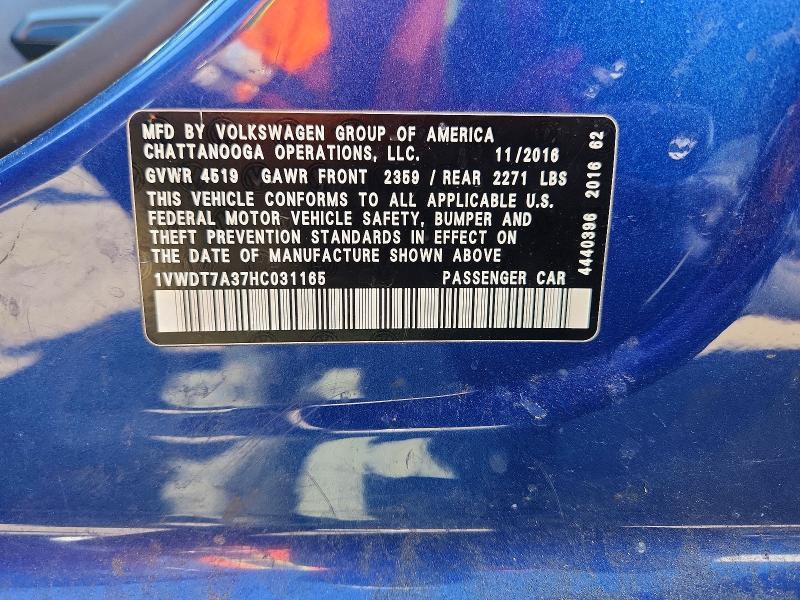 MFD BY VOLKSWAGEN GROUP OF AMERICA
CHATTANOOGA OPERATIONS, LLC. 11/2016
GVWR 4519 GAWR FRONT 2359 / REAR 2271 LBS
THIS VEHICLE CONFORMS TO ALL APPLICABLE U.S.
FEDERAL MOTOR VEHICLE SAFETY, BUMPER AND
THEFT PREVENTION STANDARDS IN EFFECT ON
THE DATE OF MANUFACTURE SHOWN ABOVE
1VWDT7A37HC031165 PASSENGER CAR
4440396 2016 62